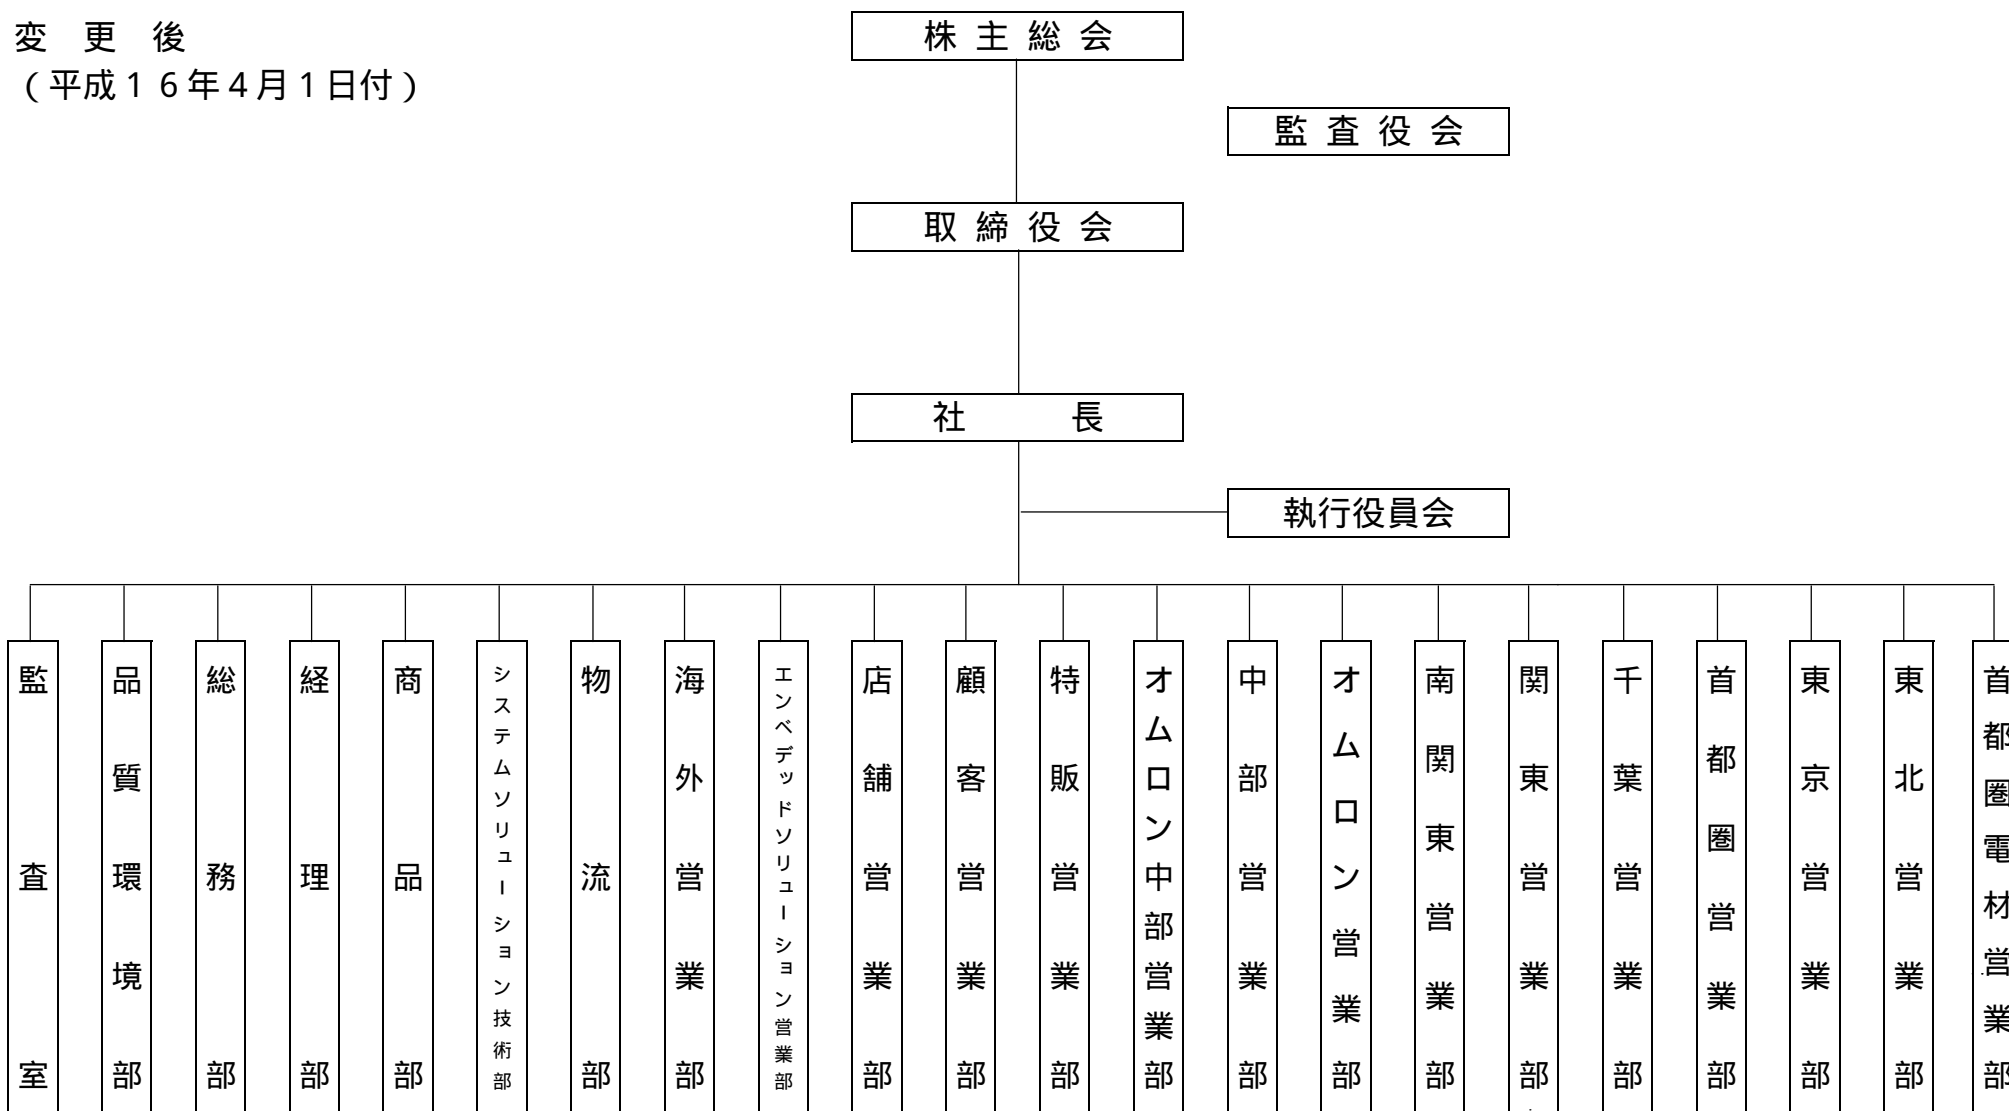 変更後
（平成１６年４月１日付）
株主総会
監査役会
取締役会
社長
執行役員会
監査室
品質環境部
総務部
経理部
商品部
システムソリューション技術部
物流部
海外営業部
エンベデッドソリューション営業部
店舗営業部
顧客営業部
特販営業部
オムロン中部営業部
中部営業部
オムロン営業部
南関東営業部
関東営業部
千葉営業部
首都圏営業部
東京営業部
東北営業部
首都圏電材営業部